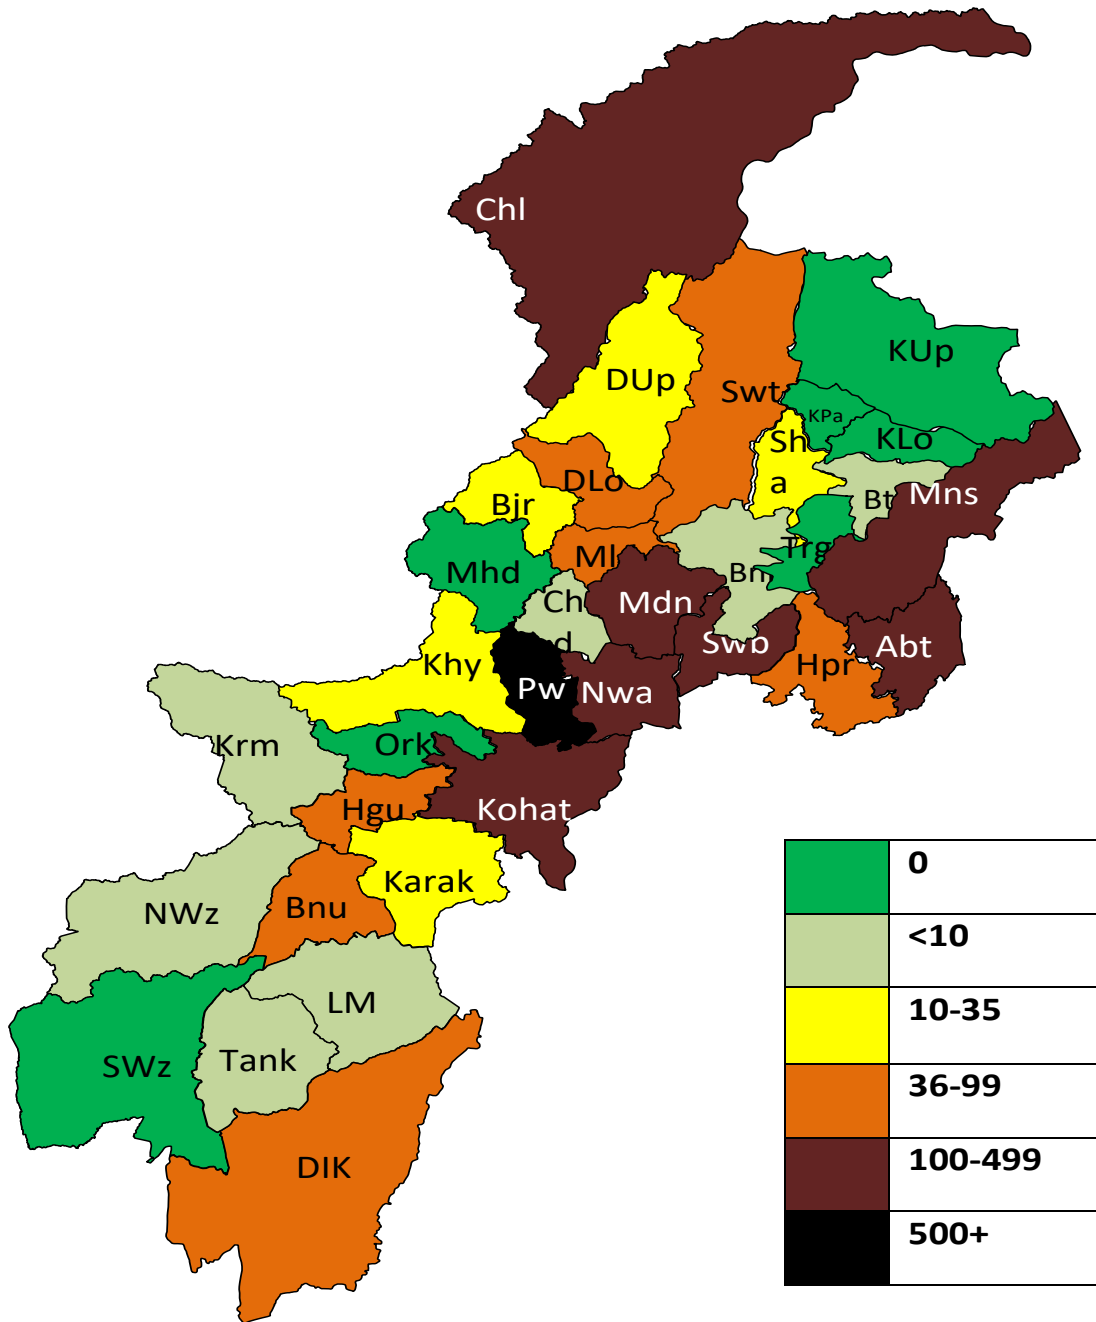 Chl
KUp
DUp
Swt
KPa
KLo
Sh
a
DLo
Mns
Bt
Bjr
Trg
Ml
Mhd
Bn
Mdn
Ch
d
Swb
Abt
Hpr
Khy
Pw
Nwa
Krm
Ork
Hgu
Kohat
Karak
Bnu
NWz
LM
Tank
SWz
DIK
0
<10
10-35
36-99
100-499
500+